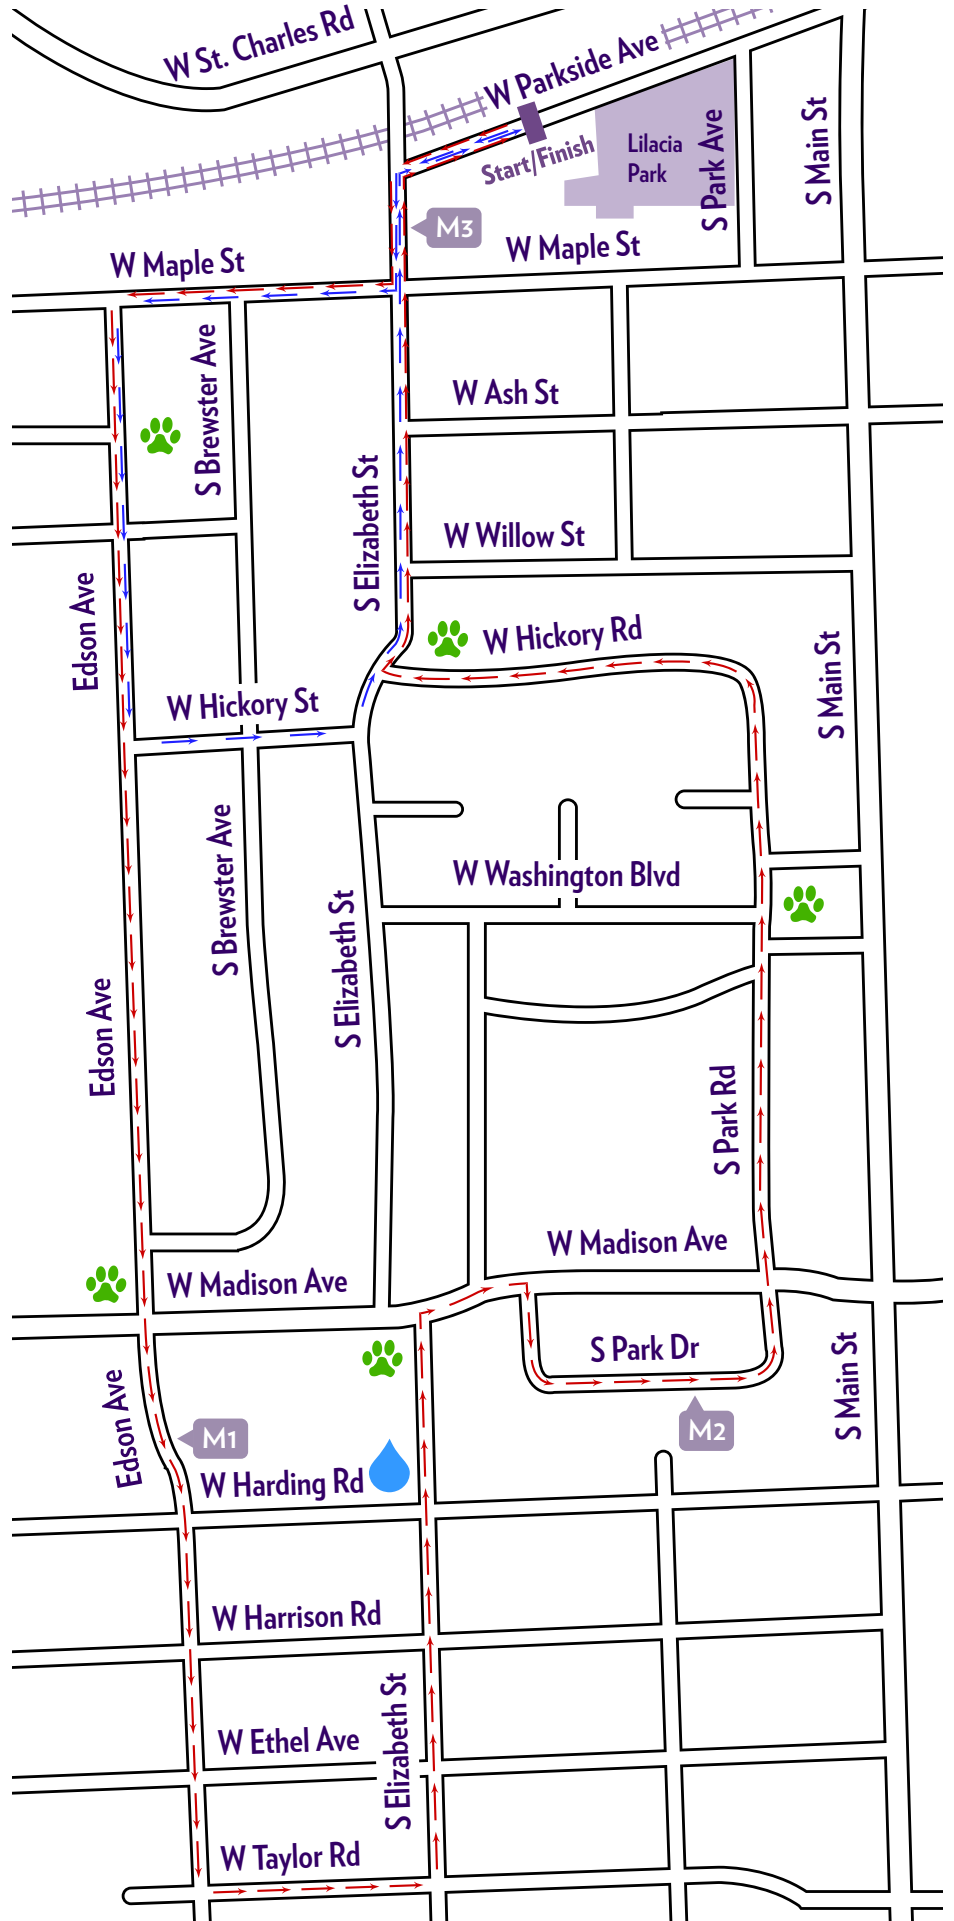 W St. Charles Rd
W Parkside Ave
Start/Finish
Lilacia
Park
S Park Ave
S Main St
M3
W Maple St
W Maple St
S Brewster Ave
W Ash St
S Elizabeth St
W Willow St
Edson Ave
W Hickory Rd
S Main St
W Hickory St
S Brewster Ave
W Washington Blvd
S Elizabeth St
Edson Ave
S Park Rd
W Madison Ave
W Madison Ave
S Park Dr
S Main St
Edson Ave
M1
M2
W Harding Rd
W Harrison Rd
S Elizabeth St
W Ethel Ave
W Taylor Rd